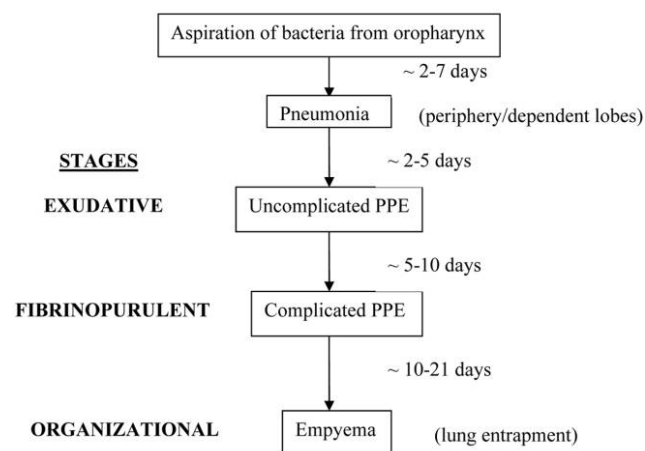 Aspiration of bacteria from oropharynx
~ 2-7 days
Pneumonia (periphery/dependent lobes)
STAGES ~ 2-5 days
EXUDATIVE Uncomplicated PPE
~ 5-10 days
FIBRINOPURULENT Complicated PPE
~ 10-21 days
ORGANIZATIONAL Empyema (lung entrapment)